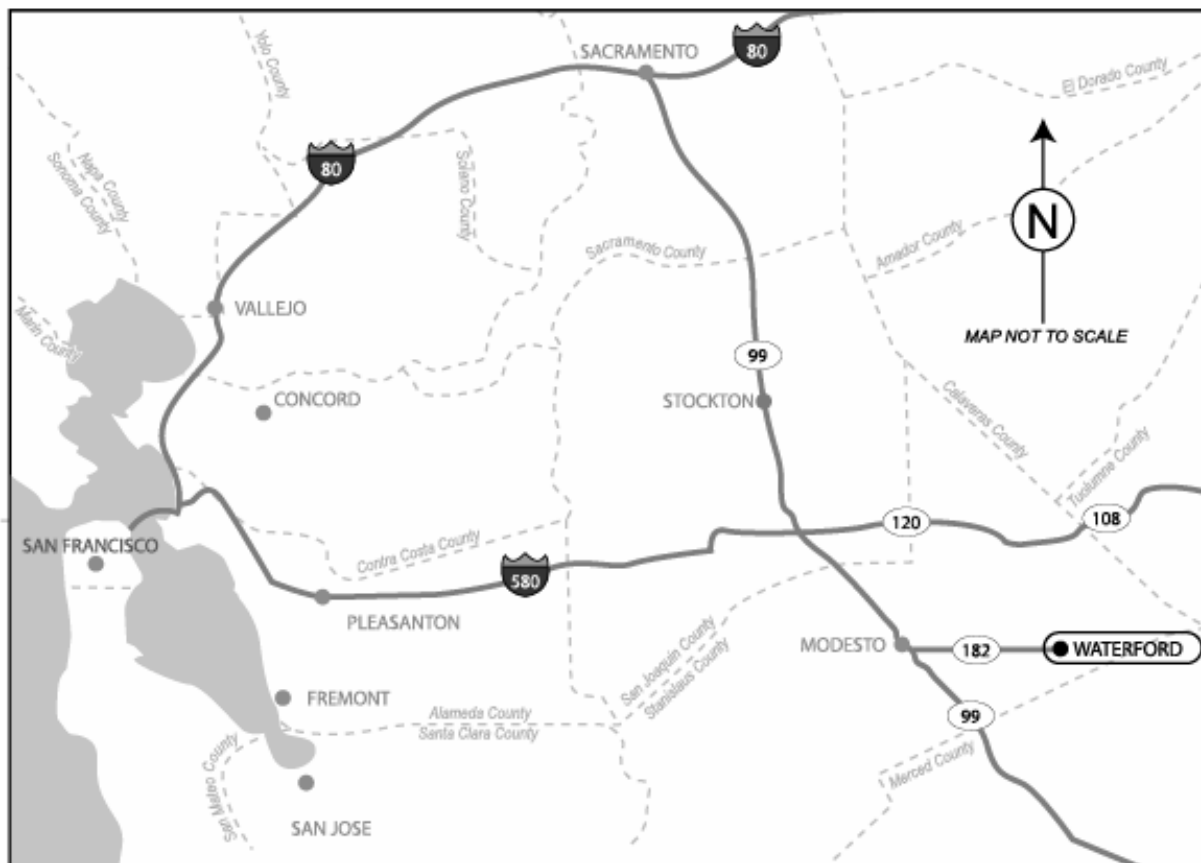 SACRAMENTO
80
Yolo County
El Dorado County
80
Napa County
Sonoma County
Solano County
N
Sacramento County
Amador County
VALLEJO
Marin County
MAP NOT TO SCALE
99
CONCORD
STOCKTON
Calaveras County
Tuolumne County
120
108
SAN FRANCISCO
Contra Costa County
580
PLEASANTON
MODESTO
182
WATERFORD
San Joaquin County
Stanislaus County
FREMONT
Alameda County
Santa Clara County
99
San Mateo County
Merced County
SAN JOSE